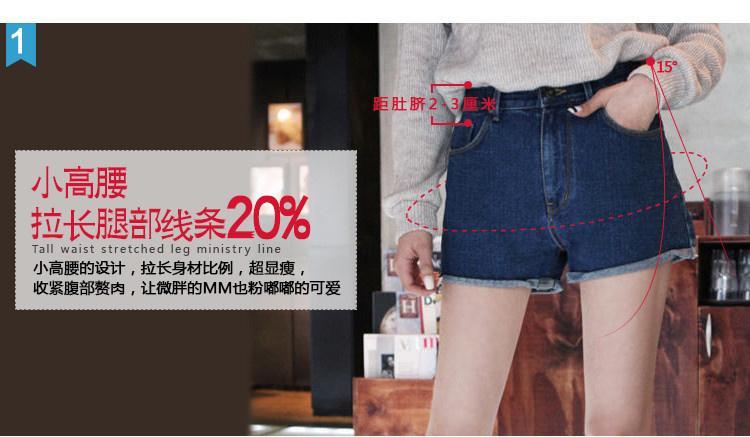 1
15°
距肚脐2-3厘米
小高腰
拉长腿部线条20%
Tall waist stretched leg ministry line
小高腰的设计，拉长身材比例，超显瘦，
收紧腹部赘肉，让微胖的MM也粉嘟嘟的可爱
H